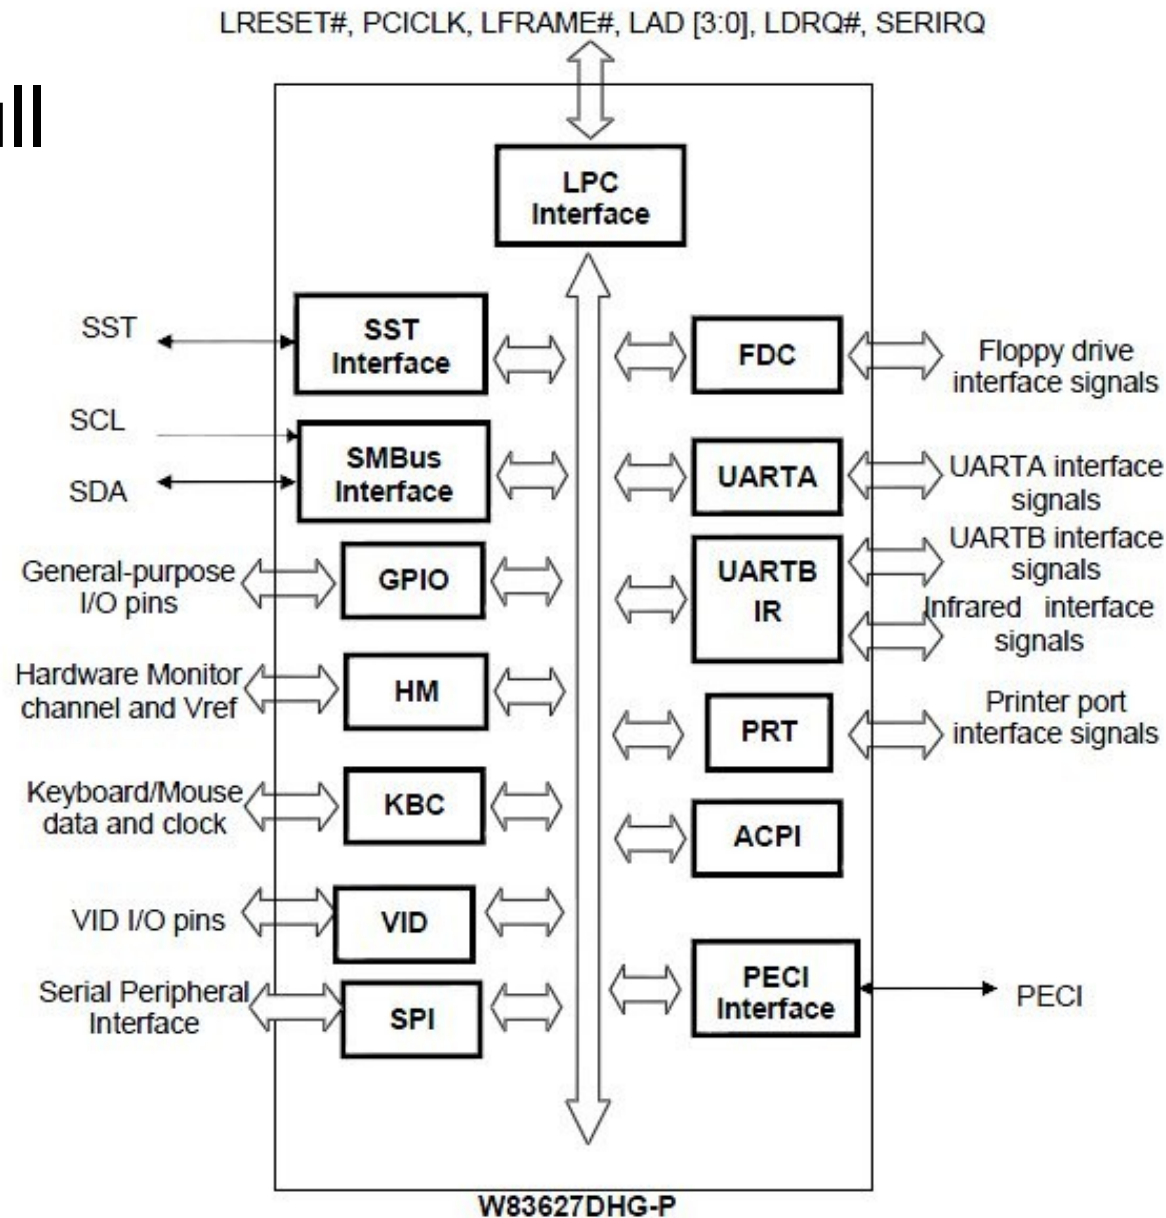 LRESET#, PCICLK, LFRAME#, LAD [3:0], LDRQ#, SERIRQ
ll
LPC
Interface
SST
SST
Interface
SCL
SDA
SMBus
Interface
General-purpose
I/O pins
GPIO
Hardware Monitor
channel and Vref
HM
Keyboard/Mouse
data and clock
KBC
VID I/O pins
VID
Serial Peripheral
Interface
SPI
FDC
Floppy drive
interface signals
UARTA
UARTA interface
signals
UARTB
IR
UARTB interface
signals
Infrared interface
signals
PRT
Printer port
interface signals
ACPI
PECI
Interface
PECI
W83627DHG-P